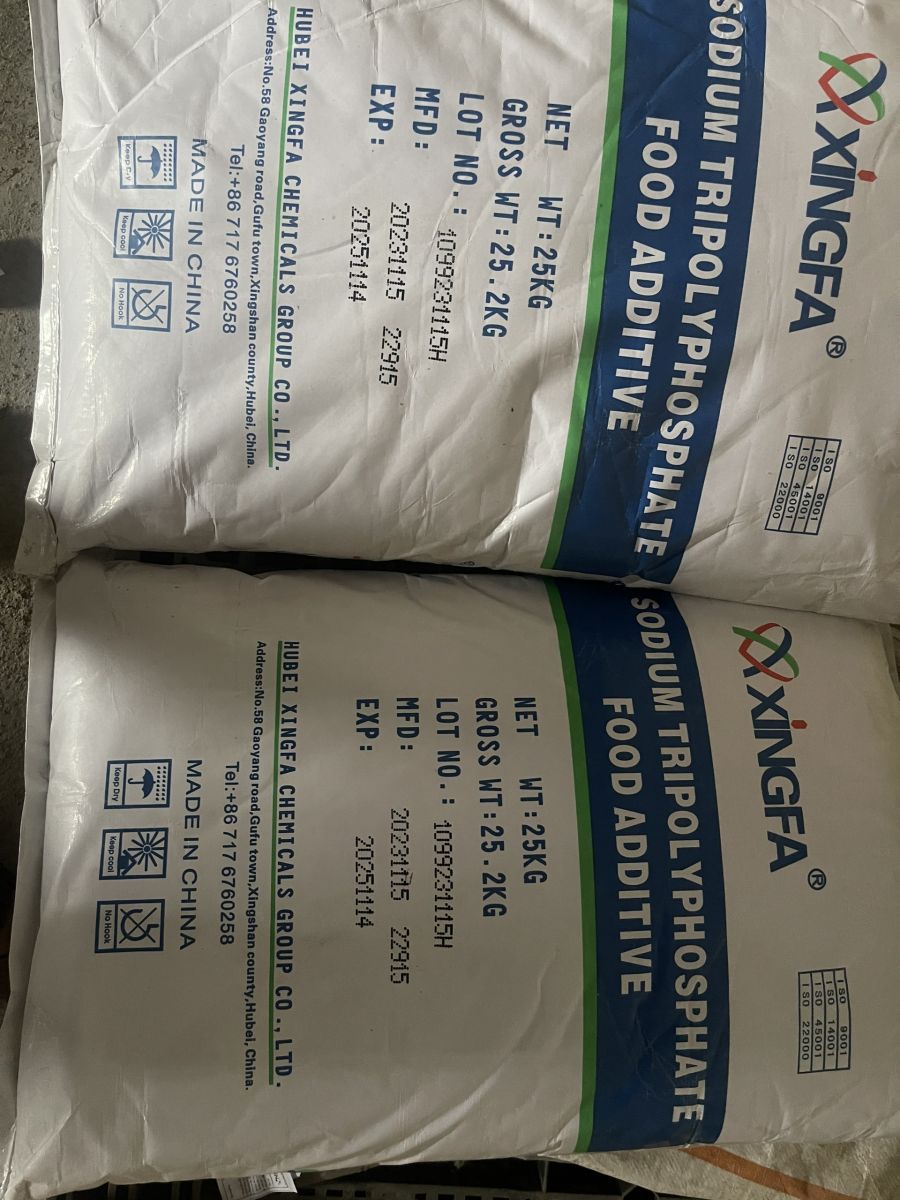 XINGFA®
ISO 9001
ISO 14001
ISO 45001
ISO 22000
SODIUM TRIPOLYPHOSPHATE
FOOD ADDITIVE
NET WT:25KG
GROSS WT:25.2KG
LOT NO.: 1099231115H
MFD: 20231115 22915
EXP: 20251114
HUBEI XINGFA CHEMICALS GROUP CO.,LTD.
Address:No.58 Gaoyang road,Gufu town,Xingshan county,Hubei, China.
Tel:+86 717 6760258
MADE IN CHINA
Keep Dry
Keep cool
No Hook
XINGFA®
ISO 9001
ISO 14001
ISO 45001
ISO 22000
SODIUM TRIPOLYPHOSPHATE
FOOD ADDITIVE
NET WT:25KG
GROSS WT:25.2KG
LOT NO.: 1099231115H
MFD: 20231115 22915
EXP: 20251114
HUBEI XINGFA CHEMICALS GROUP CO.,LTD.
Address:No.58 Gaoyang road,Gufu town,Xingshan county,Hubei, China.
Tel:+86 717 6760258
MADE IN CHINA
Keep Dry
Keep cool
No Hook